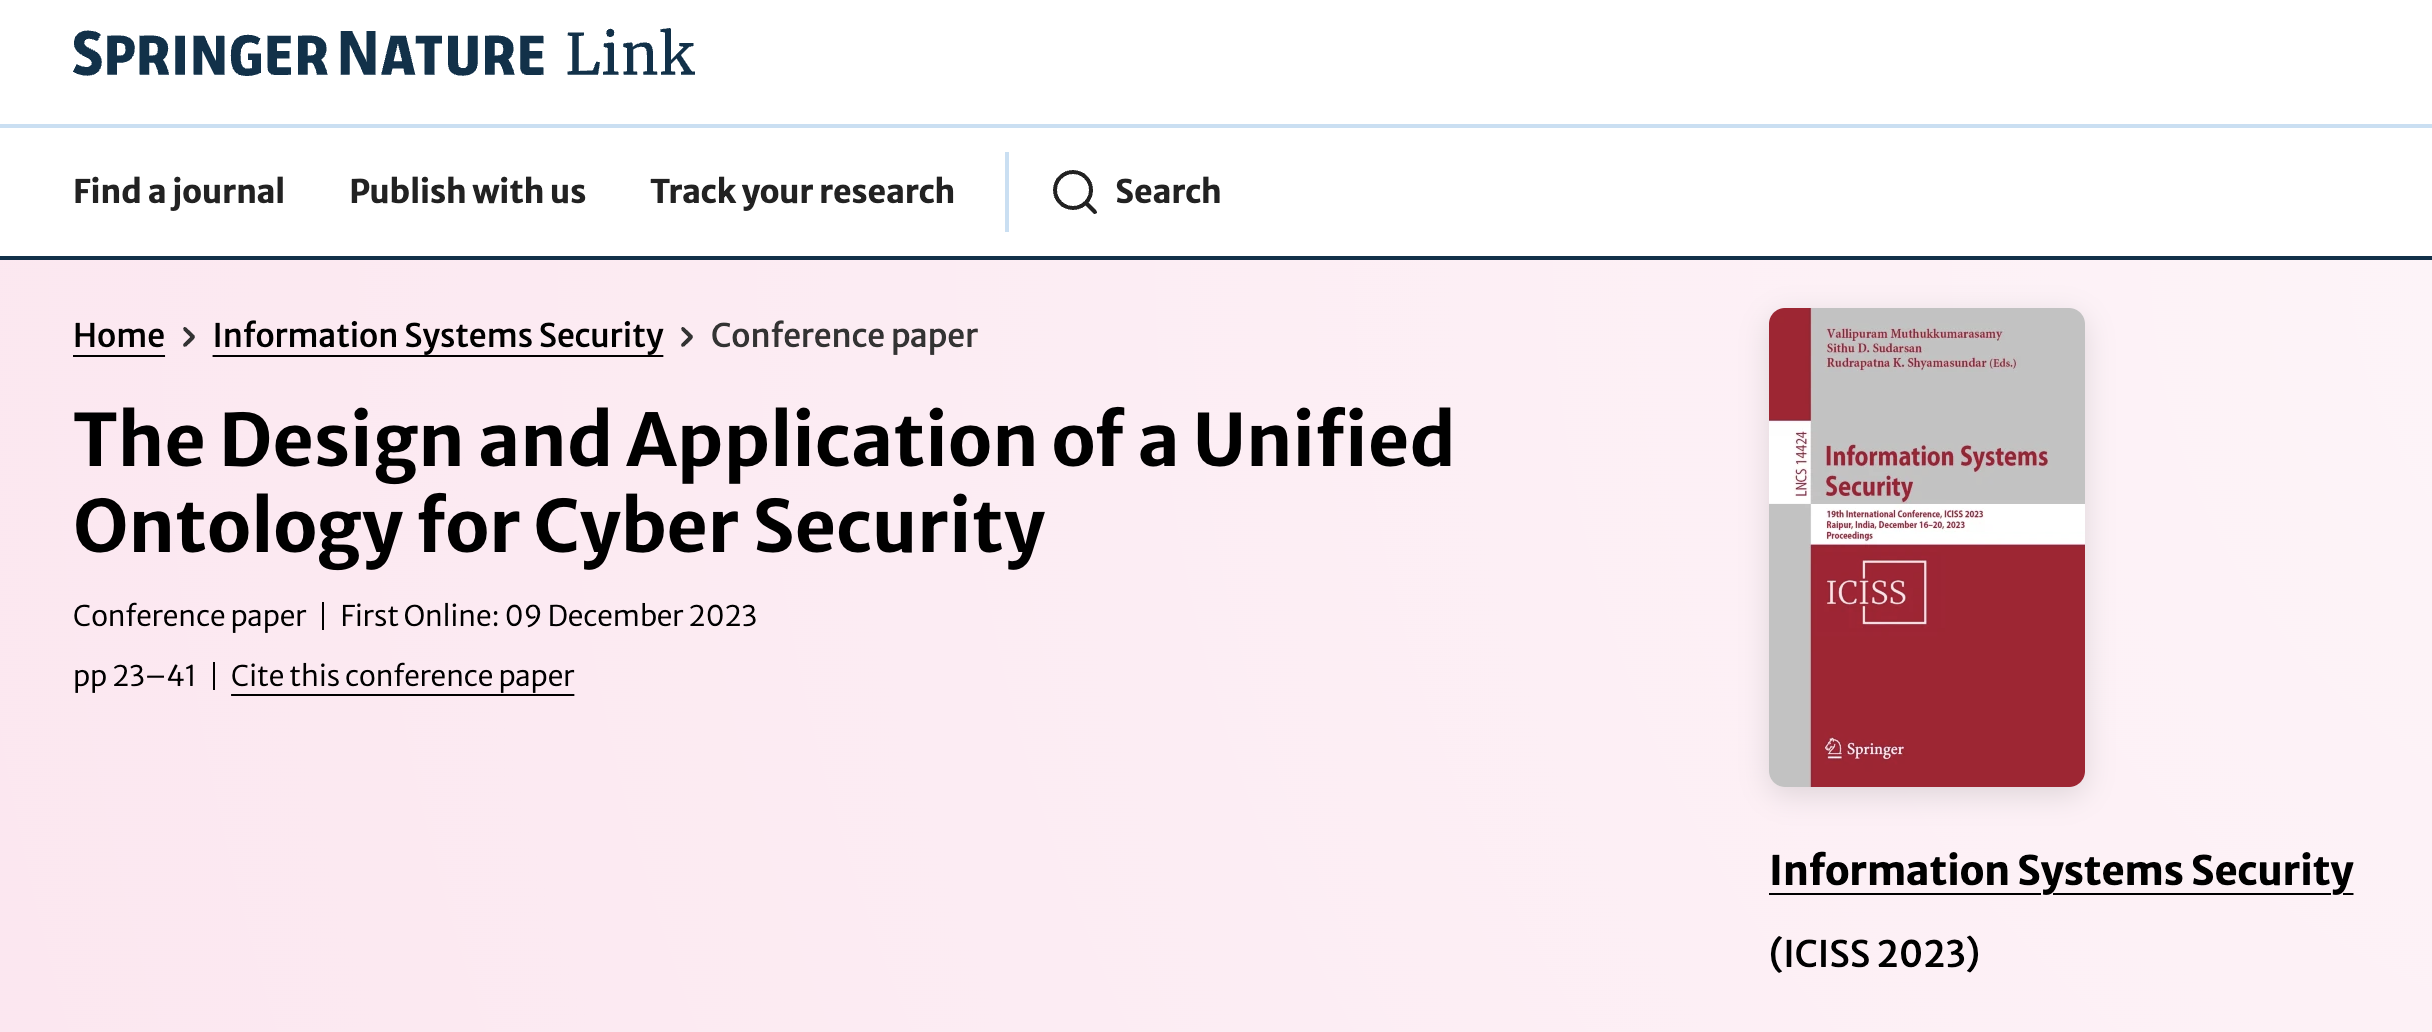 SPRINGER NATURE Link
Find a journal Publish with us Track your research Search
Home > Information Systems Security > Conference paper
The Design and Application of a Unified
Ontology for Cyber Security
Conference paper | First Online: 09 December 2023
pp 23–41 | Cite this conference paper
Vallipuram Muthukkumarasamy
Sithu D. Sudarsan
Rudrapatna K. Shyamasundar (Eds.)
LNCS 14424
Information Systems
Security
19th International Conference, ICISS 2023
Raipur, India, December 16–20, 2023
Proceedings
ICISS
Springer
Information Systems Security
(ICISS 2023)